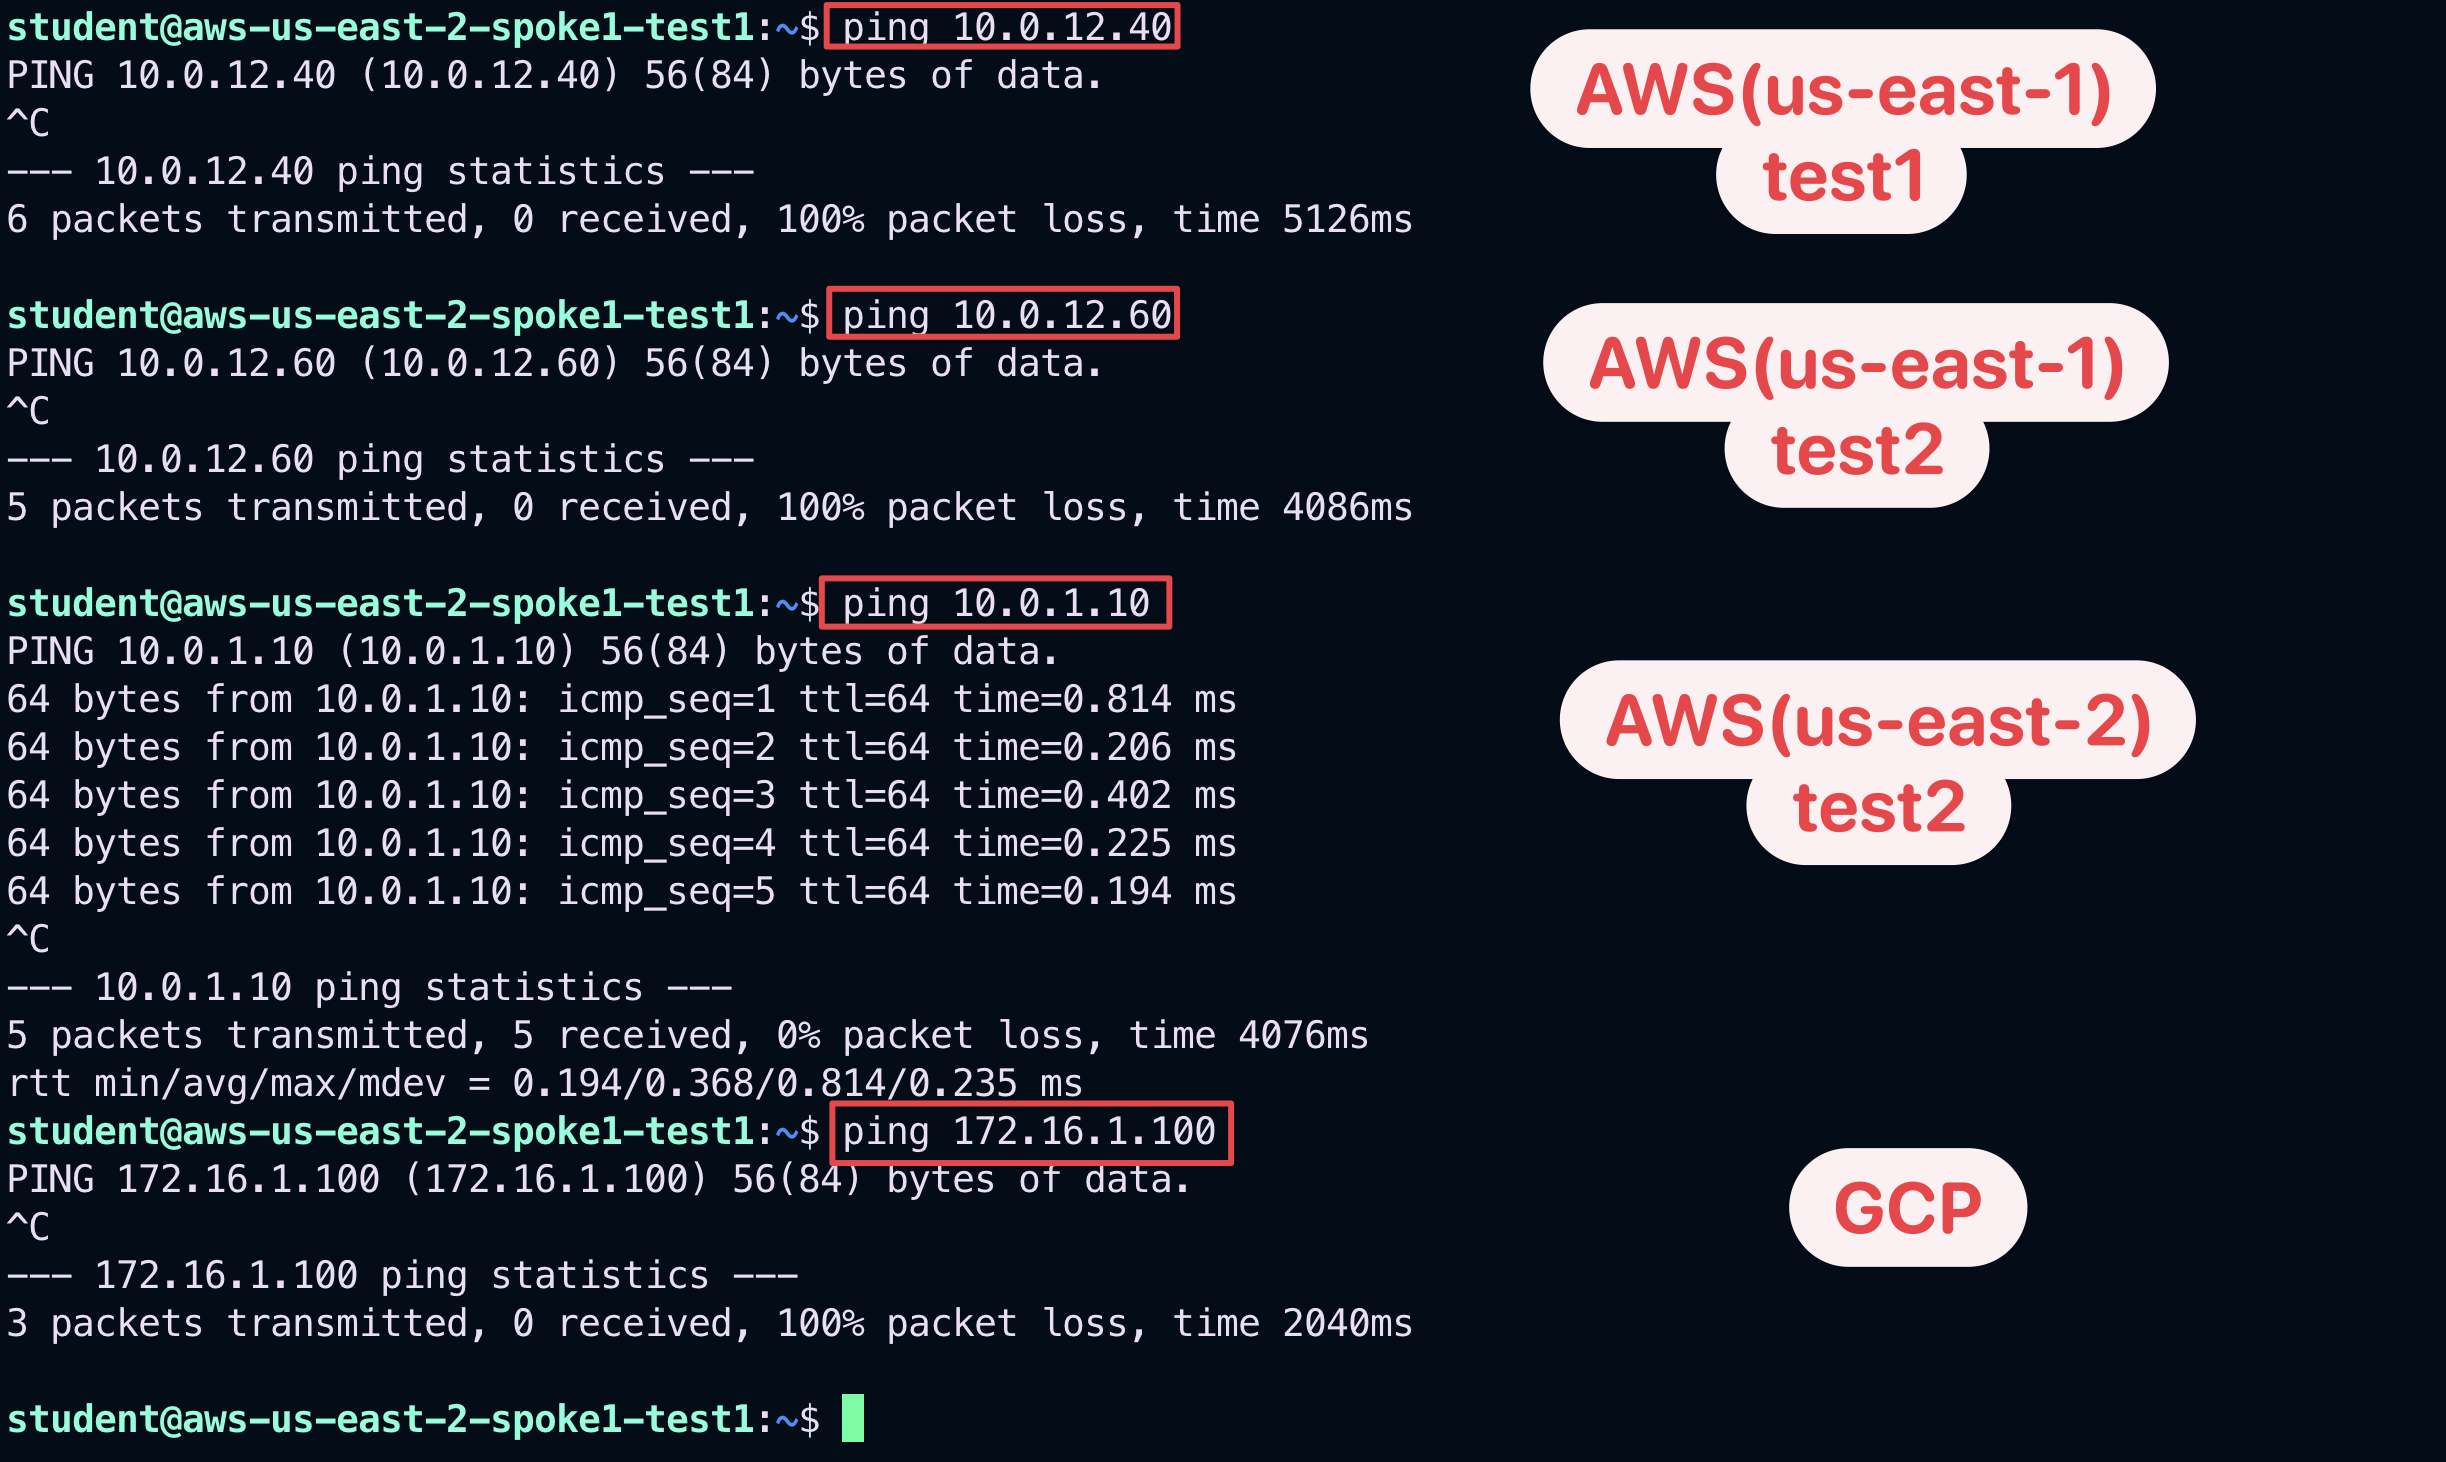 student@aws-us-east-2-spoke1-test1:~$ ping 10.0.12.40
PING 10.0.12.40 (10.0.12.40) 56(84) bytes of data.
^C
--- 10.0.12.40 ping statistics ---
6 packets transmitted, 0 received, 100% packet loss, time 5126ms
AWS(us-east-1)
test1
student@aws-us-east-2-spoke1-test1:~$ ping 10.0.12.60
PING 10.0.12.60 (10.0.12.60) 56(84) bytes of data.
^C
--- 10.0.12.60 ping statistics ---
5 packets transmitted, 0 received, 100% packet loss, time 4086ms
AWS(us-east-1)
test2
student@aws-us-east-2-spoke1-test1:~$ ping 10.0.1.10
PING 10.0.1.10 (10.0.1.10) 56(84) bytes of data.
64 bytes from 10.0.1.10: icmp_seq=1 ttl=64 time=0.814 ms
64 bytes from 10.0.1.10: icmp_seq=2 ttl=64 time=0.206 ms
64 bytes from 10.0.1.10: icmp_seq=3 ttl=64 time=0.402 ms
64 bytes from 10.0.1.10: icmp_seq=4 ttl=64 time=0.225 ms
64 bytes from 10.0.1.10: icmp_seq=5 ttl=64 time=0.194 ms
^C
--- 10.0.1.10 ping statistics ---
5 packets transmitted, 5 received, 0% packet loss, time 4076ms
rtt min/avg/max/mdev = 0.194/0.368/0.814/0.235 ms
AWS(us-east-2)
test2
student@aws-us-east-2-spoke1-test1:~$ ping 172.16.1.100
PING 172.16.1.100 (172.16.1.100) 56(84) bytes of data.
^C
--- 172.16.1.100 ping statistics ---
3 packets transmitted, 0 received, 100% packet loss, time 2040ms
GCP
student@aws-us-east-2-spoke1-test1:~$